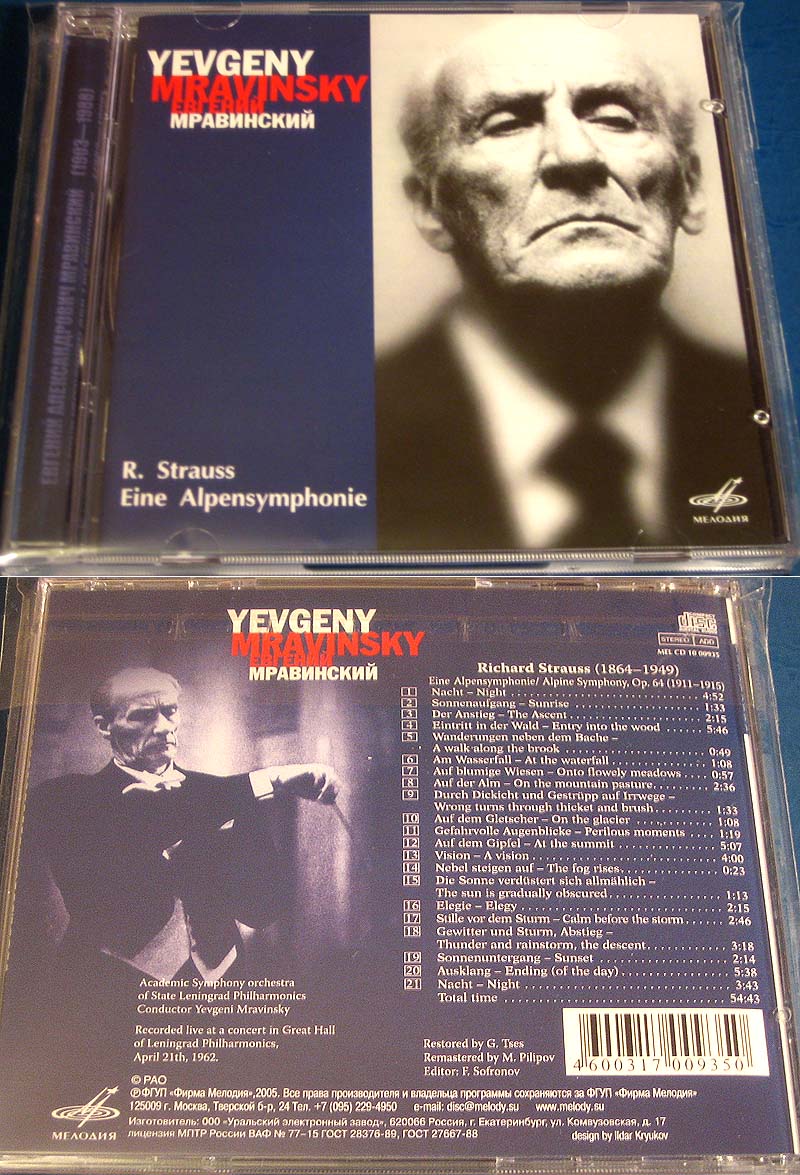 YEVGENY
MRAVINSKY
ЕВГЕНИЙ
МРАВИНСКИЙ
ЕВГЕНИЙ АЛЕКСАНДРОВИЧ МРАВИНСКИЙ (1903—1988)
R. Strauss
Eine Alpensymphonie
МЕЛОДИЯ
YEVGENY
MRAVINSKY
ЕВГЕНИЙ
МРАВИНСКИЙ
COMPACT
disc
DIGITAL AUDIO
STEREO ADD
MEL CD 10 00935
Richard Strauss (1864–1949)
Eine Alpensymphonie/ Alpine Symphony, Op. 64 (1911–1915)
1 Nacht – Night 4:52
2 Sonnenaufgang – Sunrise 1:33
3 Der Anstieg – The Ascent 2:15
4 Eintritt in der Wald – Entry into the wood 5:46
5 Wanderungen neben dem Bache –
A walk along the brook 0:49
6 Am Wasserfall – At the waterfall 1:08
7 Auf blumige Wiesen – Onto flowely meadows 0:57
8 Auf der Alm – On the mountain pasture 2:36
9 Durch Dickicht und Gestrüpp auf Irrwege –
Wrong turns through thicket and brush 1:33
10 Auf dem Gletscher – On the glacier 1:08
11 Gefahrvolle Augenblicke – Perilous moments 1:19
12 Auf dem Gipfel – At the summit 5:07
13 Vision – A vision 4:00
14 Nebel steigen auf – The fog rises 0:23
15 Die Sonne verdüstert sich allmählich –
The sun is gradually obscured 1:13
16 Elegie – Elegy 2:15
17 Stille vor dem Sturm – Calm before the storm 2:46
18 Gewitter und Sturm, Abstieg –
Thunder and rainstorm, the descent 3:18
19 Sonnenuntergang – Sunset 2:14
20 Ausklang – Ending (of the day) 5:38
21 Nacht – Night 3:43
Total time 54:43
Academic Symphony orchestra
of State Leningrad Philharmonics
Conductor Yevgeni Mravinsky
Recorded live at a concert in Great Hall
of Leningrad Philharmonics,
April 21th, 1962.
Restored by G. Tses
Remastered by M. Pilipov
Editor: F. Sofronov
4 600317 009350
МЕЛОДИЯ
© РАО
℗ ФГУП «Фирма Мелодия», 2005. Все права производителя и владельца программы сохраняются за ФГУП «Фирма Мелодия»
125009 г. Москва, Тверской б-р, 24 Тел. +7 (095) 229-4950 e-mail: disc@melody.su www.melody.su
Изготовитель: ООО «Уральский электронный завод», 620066 Россия, г. Екатеринбург, ул. Комвузовская, д. 17
лицензия МПТР России ВАФ № 77–15 ГОСТ 28376-89, ГОСТ 27667-88 design by Ildar Kryukov